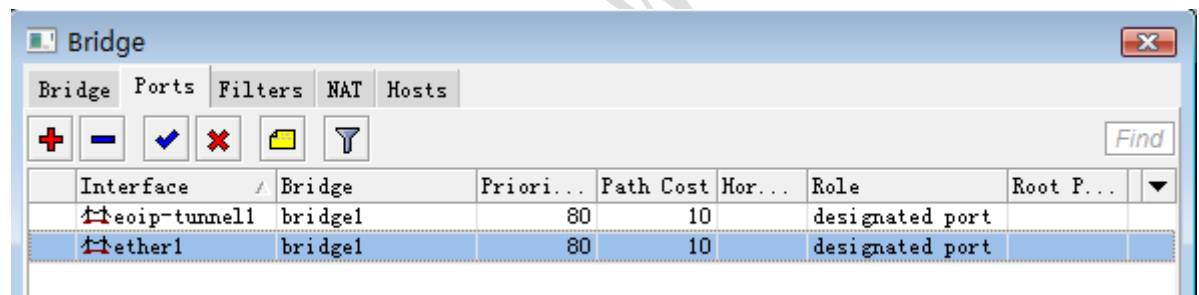 Bridge
Bridge Ports Filters NAT Hosts
Find
Interface Bridge Priori... Path Cost Hor... Role Root P...
eoip-tunnel1 bridge1 80 10 designated port
ether1 bridge1 80 10 designated port